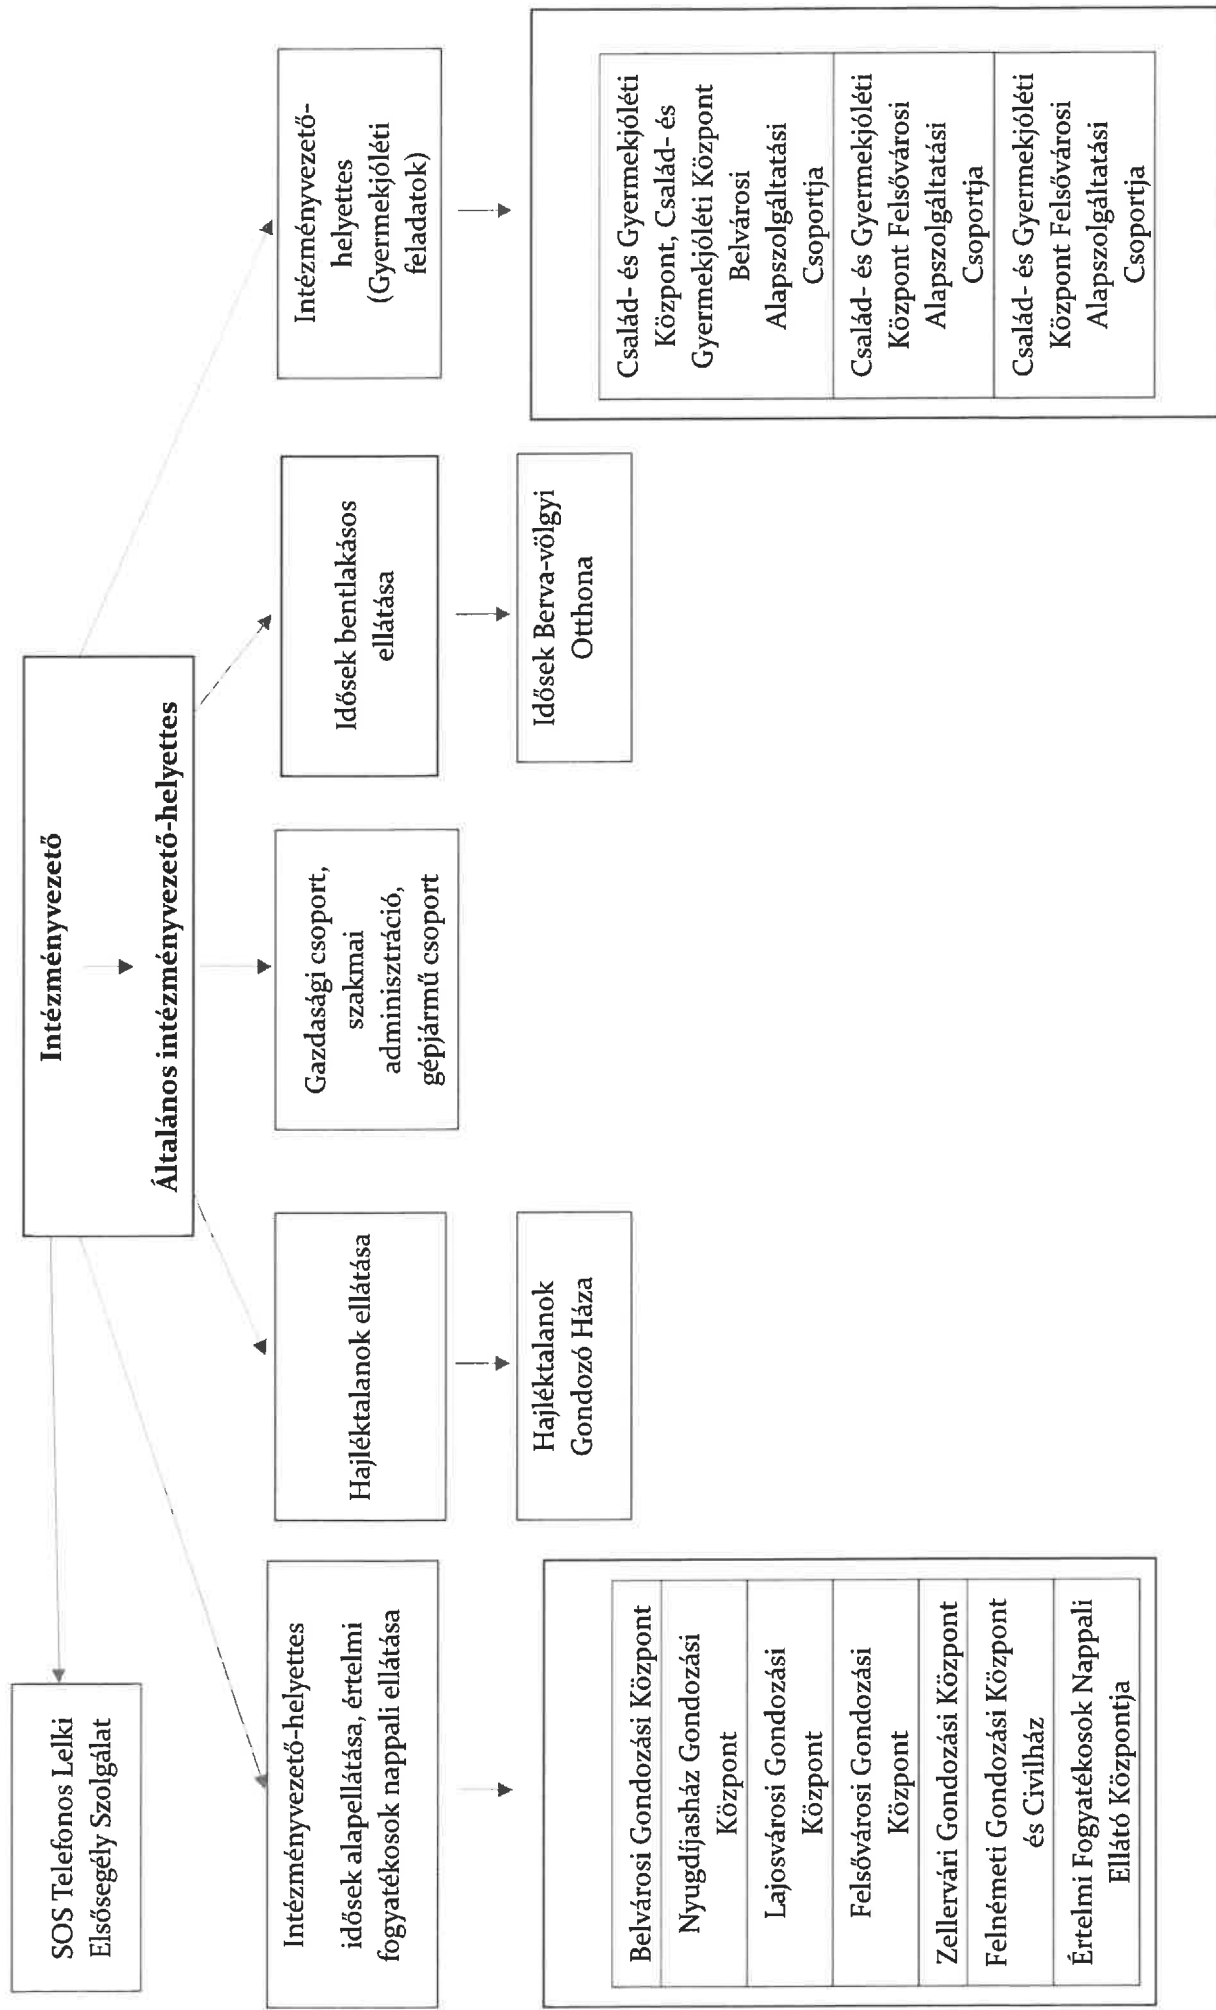 SOS Telefonos Lelki
Elsősegély Szolgálat
Intézményvezető
Általános intézményvezető-helyettes
Intézményvezető-helyettes
idősek alapellátása, értelmi
fogyatékosok nappali ellátása
Hajléktalanok ellátása
Gazdasági csoport,
szakmai
adminisztráció,
gépjármű csoport
Idősek bentlakásos
ellátása
Intézményvezető-
helyettes
(Gyermekjóléti
feladatok)
Belvárosi Gondozási Központ
Nyugdíjasház Gondozási
Központ
Lajosvárosi Gondozási
Központ
Felsővárosi Gondozási
Központ
Zellervári Gondozási Központ
Felnémeti Gondozási Központ
és Civilház
Értelmi Fogyatékosok Nappali
Ellátó Központja
Hajléktalanok
Gondozó Háza
Idősek Berva-völgyi
Otthona
Család- és Gyermekjóléti
Központ, Család- és
Gyermekjóléti Központ
Belvárosi
Alapszolgáltatási
Csoportja
Család- és Gyermekjóléti
Központ Felsővárosi
Alapszolgáltatási
Csoportja
Család- és Gyermekjóléti
Központ Felsővárosi
Alapszolgáltatási
Csoportja